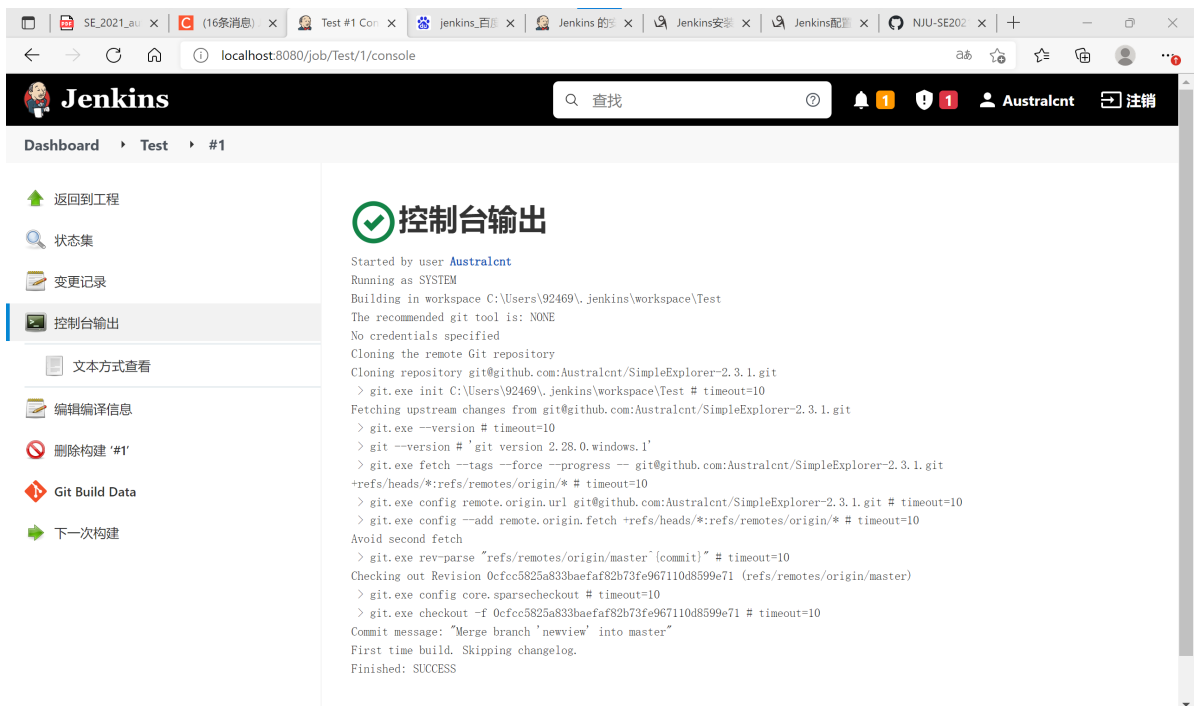 SE_2021_au
(16条消息)
Test #1 Con
jenkins_百度
Jenkins 的安
Jenkins安装
Jenkins配置
NJU-SE202
localhost:8080/job/Test/1/console
aあ
Jenkins
查找
1
1
Australcnt
注销
Dashboard
Test
#1
返回到工程
状态集
变更记录
控制台输出
文本方式查看
编辑编译信息
删除构建 ‘#1’
Git Build Data
下一次构建
控制台输出
Started by user Australcnt
Running as SYSTEM
Building in workspace C:\Users\92469\.jenkins\workspace\Test
The recommended git tool is: NONE
No credentials specified
Cloning the remote Git repository
Cloning repository git@github.com:Australcnt/SimpleExplorer-2.3.1.git
> git.exe init C:\Users\92469\.jenkins\workspace\Test # timeout=10
Fetching upstream changes from git@github.com:Australcnt/SimpleExplorer-2.3.1.git
> git.exe --version # timeout=10
> git --version # 'git version 2.28.0.windows.1'
> git.exe fetch --tags --force --progress -- git@github.com:Australcnt/SimpleExplorer-2.3.1.git
+refs/heads/*:refs/remotes/origin/* # timeout=10
> git.exe config remote.origin.url git@github.com:Australcnt/SimpleExplorer-2.3.1.git # timeout=10
> git.exe config --add remote.origin.fetch +refs/heads/*:refs/remotes/origin/* # timeout=10
Avoid second fetch
> git.exe rev-parse "refs/remotes/origin/master^{commit}" # timeout=10
Checking out Revision 0cfcc5825a833baefaf82b73fe967110d8599e71 (refs/remotes/origin/master)
> git.exe config core.sparsecheckout # timeout=10
> git.exe checkout -f 0cfcc5825a833baefaf82b73fe967110d8599e71 # timeout=10
Commit message: "Merge branch 'newview' into master"
First time build. Skipping changelog.
Finished: SUCCESS